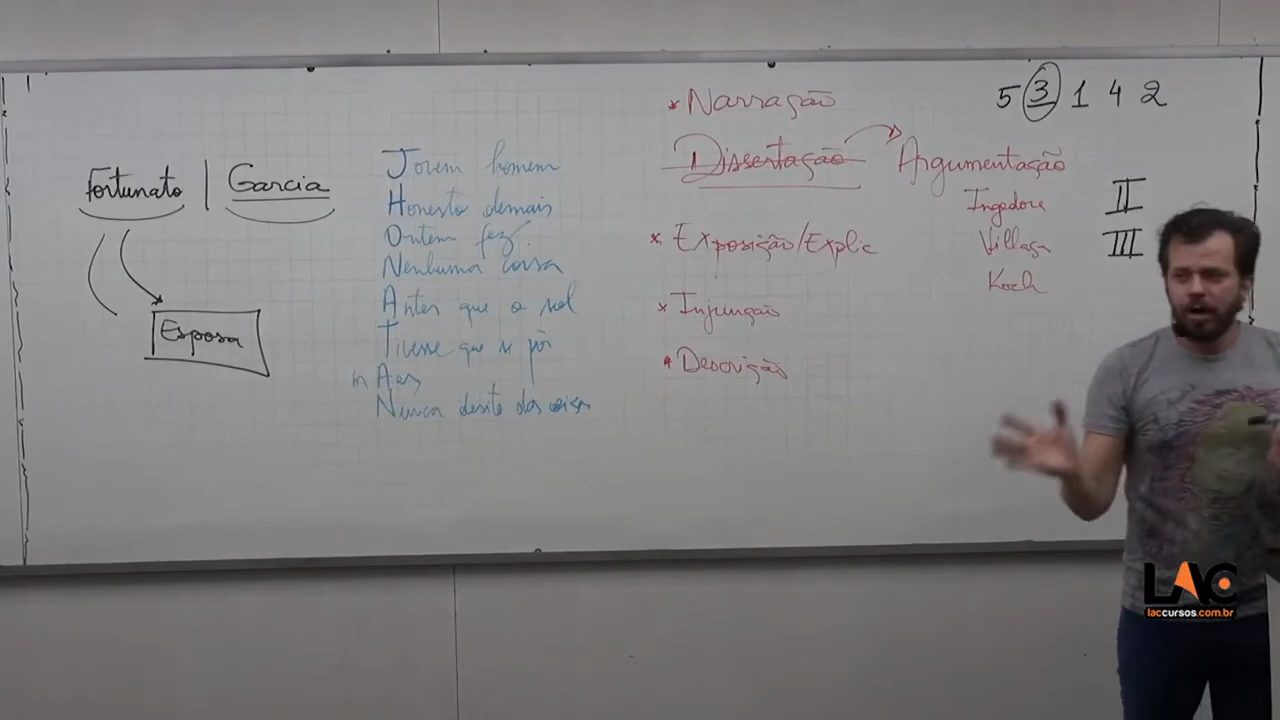 Fortunato | Garcia
Esposa
Jovem homem
Honesto demais
Ontem fez
Nenhuma coisa
Antes que o sol
Tivesse que se pôr
Nunca desito das
* Narração
Dissertação
Argumentação
Ingedore
Villaça
Koch
* Exposição/Explic
* Injunção
* Descrição
5 3 1 4 2
II
III
LAC
laccursos.com.br